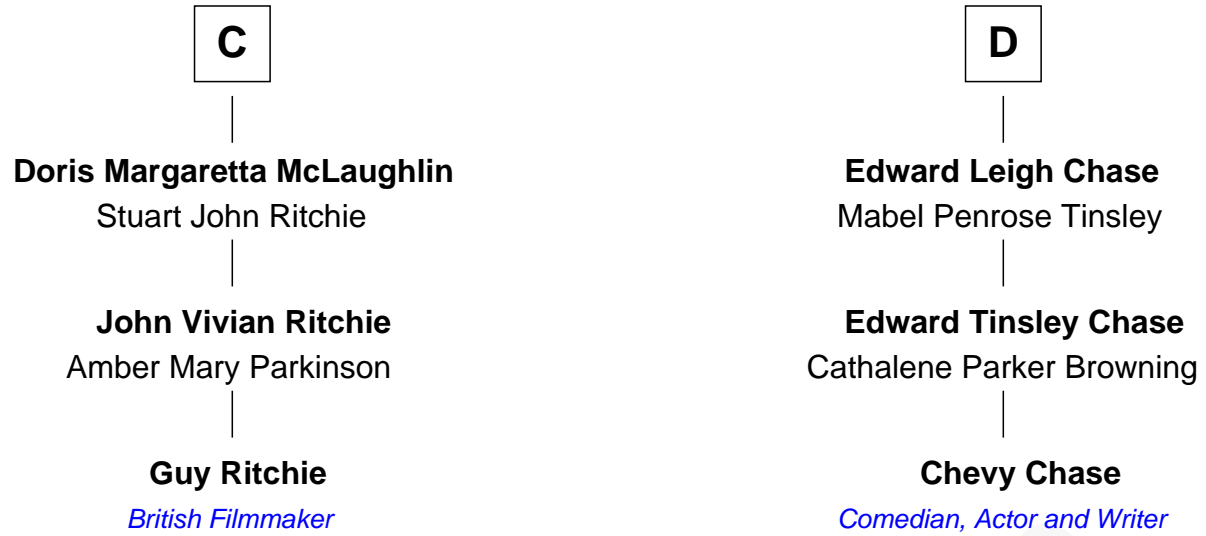 C
Doris Margaretta McLaughlin
Stuart John Ritchie
John Vivian Ritchie
Amber Mary Parkinson
Guy Ritchie
British Filmmaker
D
Edward Leigh Chase
Mabel Penrose Tinsley
Edward Tinsley Chase
Cathalene Parker Browning
Chevy Chase
Comedian, Actor and Writer